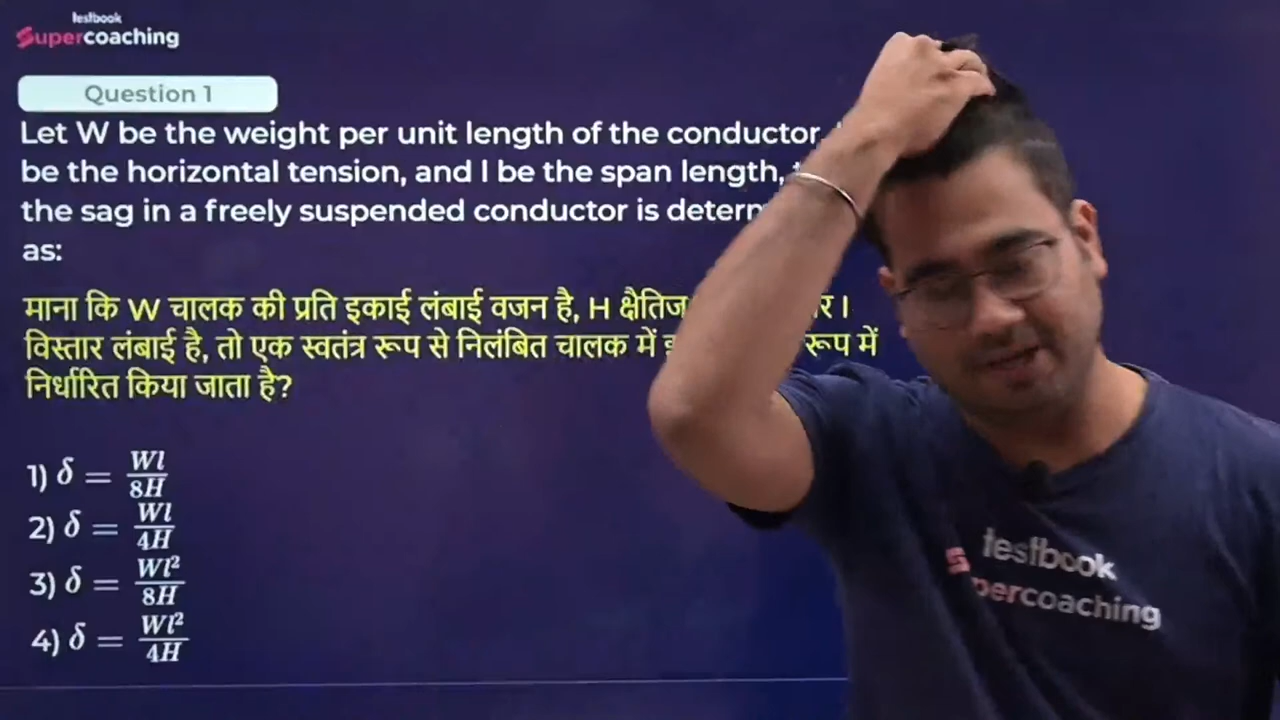 testbook
Supercoaching
Question 1
Let W be the weight per unit length of the conductor,
be the horizontal tension, and l be the span length,
the sag in a freely suspended conductor is
as:
माना कि W चालक की प्रति इकाई लंबाई वजन है, H क्षैतिज l
विस्तार लंबाई है, तो एक स्वतंत्र रूप से निलंबित चालक में रूप में
निर्धारित किया जाता है?
1) δ = Wl/8H
2) δ = Wl/4H
3) δ = Wl²/8H
4) δ = Wl²/4H
testbook
supercoaching